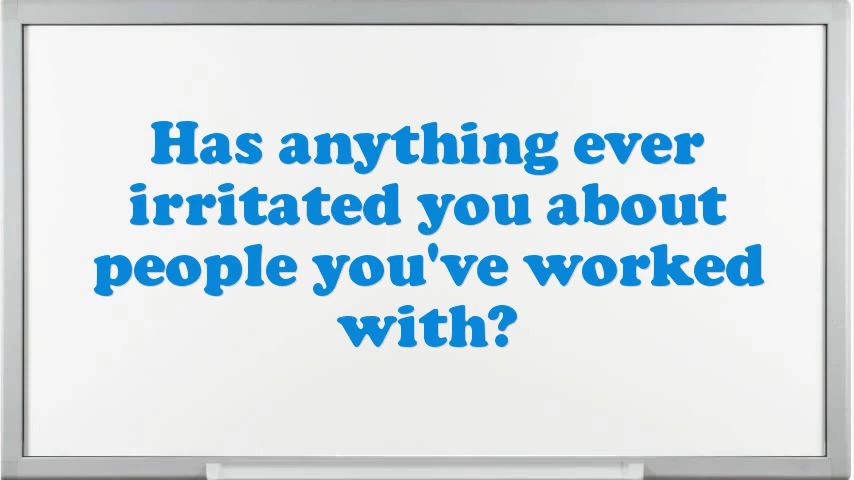 Has anything ever
irritated you about
people you've worked
with?